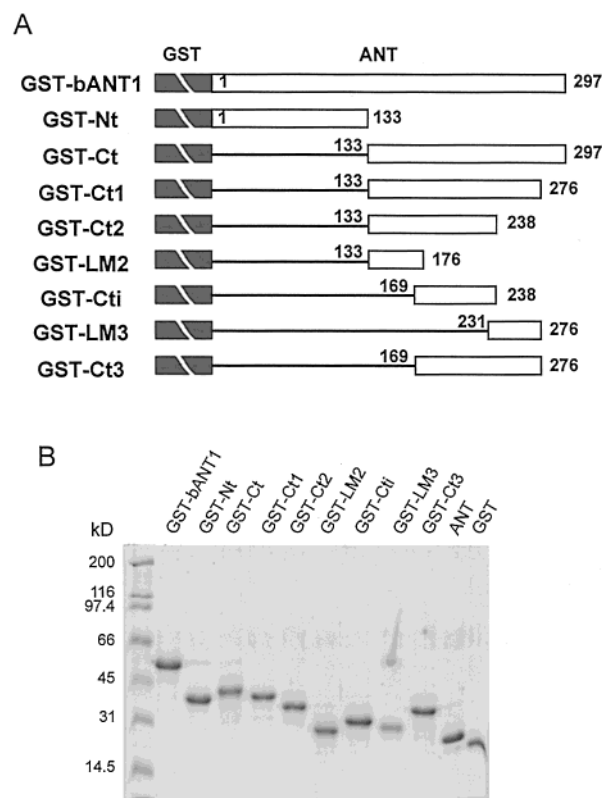 A
GST ANT
GST-bANT1 1 297
GST-Nt 1 133
GST-Ct 133 297
GST-Ct1 133 276
GST-Ct2 133 238
GST-LM2 133 176
GST-Cti 169 238
GST-LM3 231 276
GST-Ct3 169 276
B
kD GST-bANT1 GST-Nt GST-Ct GST-Ct1 GST-Ct2 GST-LM2 GST-Cti GST-LM3 GST-Ct3 ANT GST
200
116
97.4
66
45
31
14.5